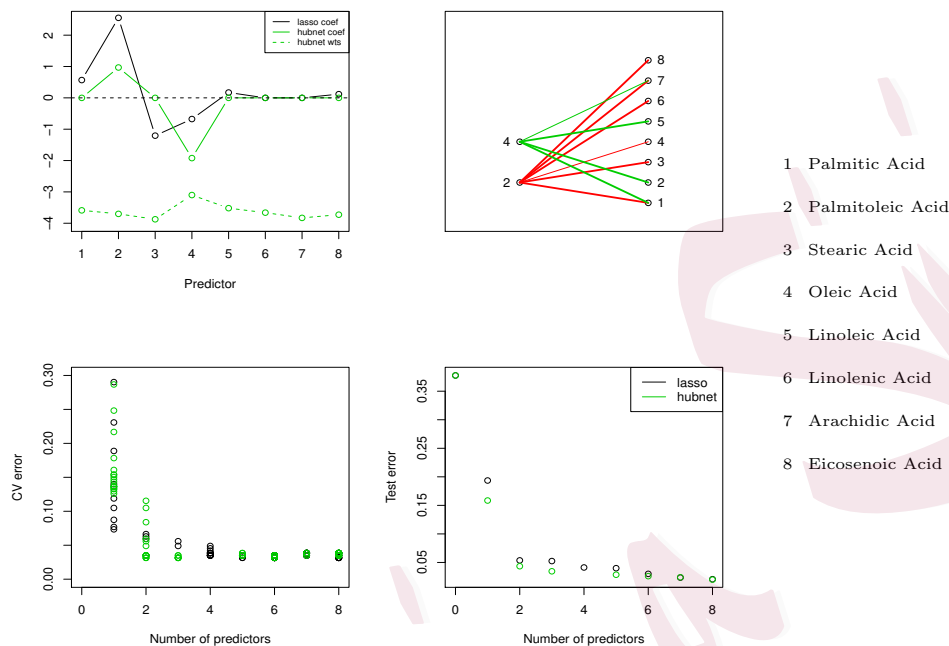 lasso coef
hubnet coef
hubnet wts
2
1
0
-1
-2
-3
-4
1 2 3 4 5 6 7 8
Predictor
8
7
6
5
4
3
2
1
4
2
1 Palmitic Acid
2 Palmitoleic Acid
3 Stearic Acid
4 Oleic Acid
5 Linoleic Acid
6 Linolenic Acid
7 Arachidic Acid
8 Eicosenoic Acid
CV error
0.30
0.20
0.10
0.00
0 2 4 6 8
Number of predictors
lasso
hubnet
Test error
0.35
0.25
0.15
0.05
0 2 4 6 8
Number of predictors